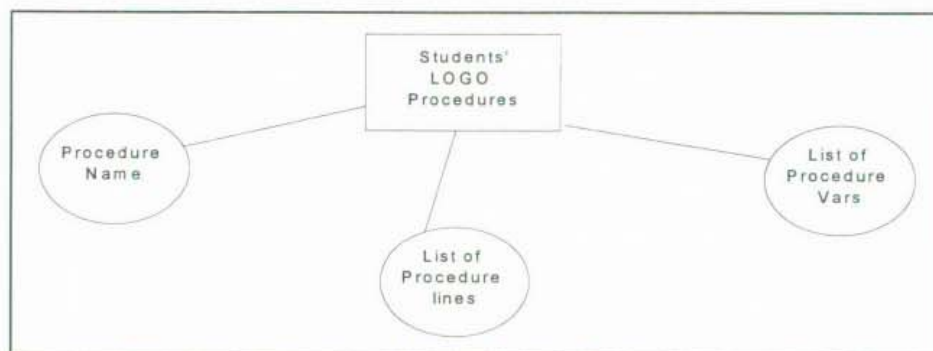 Students'
LOGO
Procedures
Procedure
Name
List of
Procedure
Vars
List of
Procedure
lines